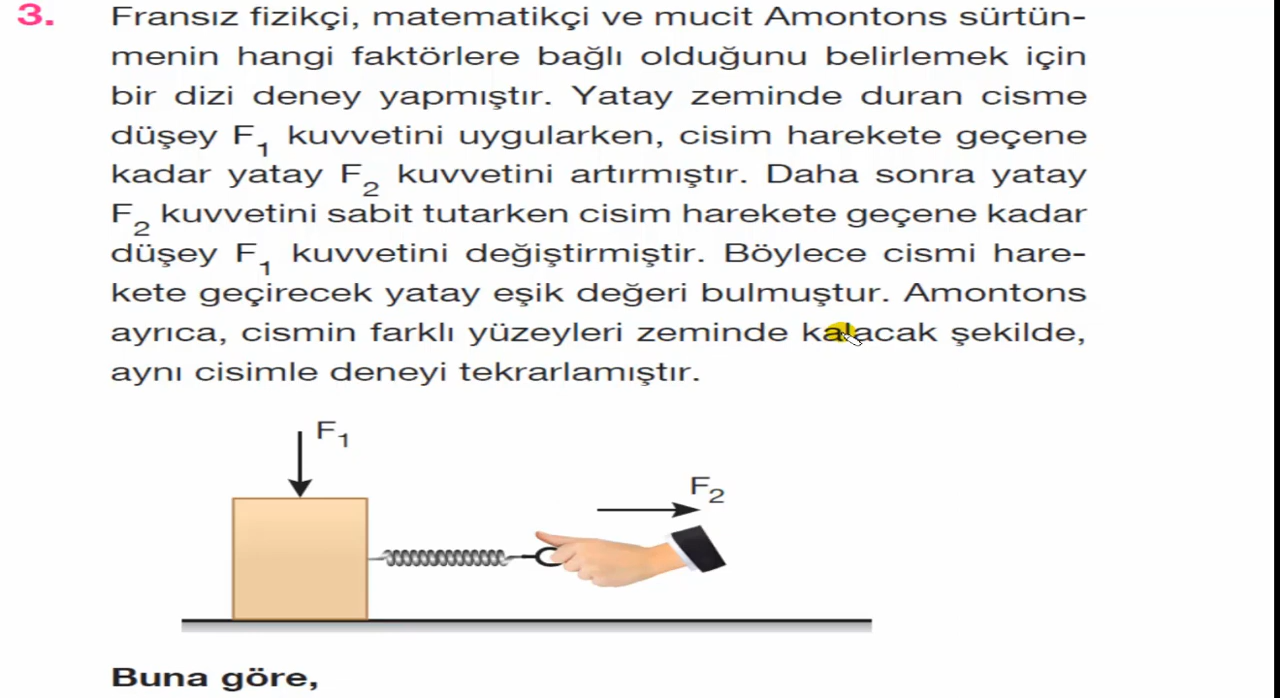 3. Fransız fizikçi, matematikçi ve mucit Amontons sürtün-
menin hangi faktörlere bağlı olduğunu belirlemek için
bir dizi deney yapmıştır. Yatay zeminde duran cisme
düşey F₁ kuvvetini uygularken, cisim harekete geçene
kadar yatay F₂ kuvvetini artırmıştır. Daha sonra yatay
F₂ kuvvetini sabit tutarken cisim harekete geçene kadar
düşey F₁ kuvvetini değiştirmiştir. Böylece cismi hare-
kete geçirecek yatay eşik değeri bulmuştur. Amontons
ayrıca, cismin farklı yüzeyleri zeminde kalacak şekilde,
aynı cisimle deneyi tekrarlamıştır.
F₁
F₂
Buna göre,